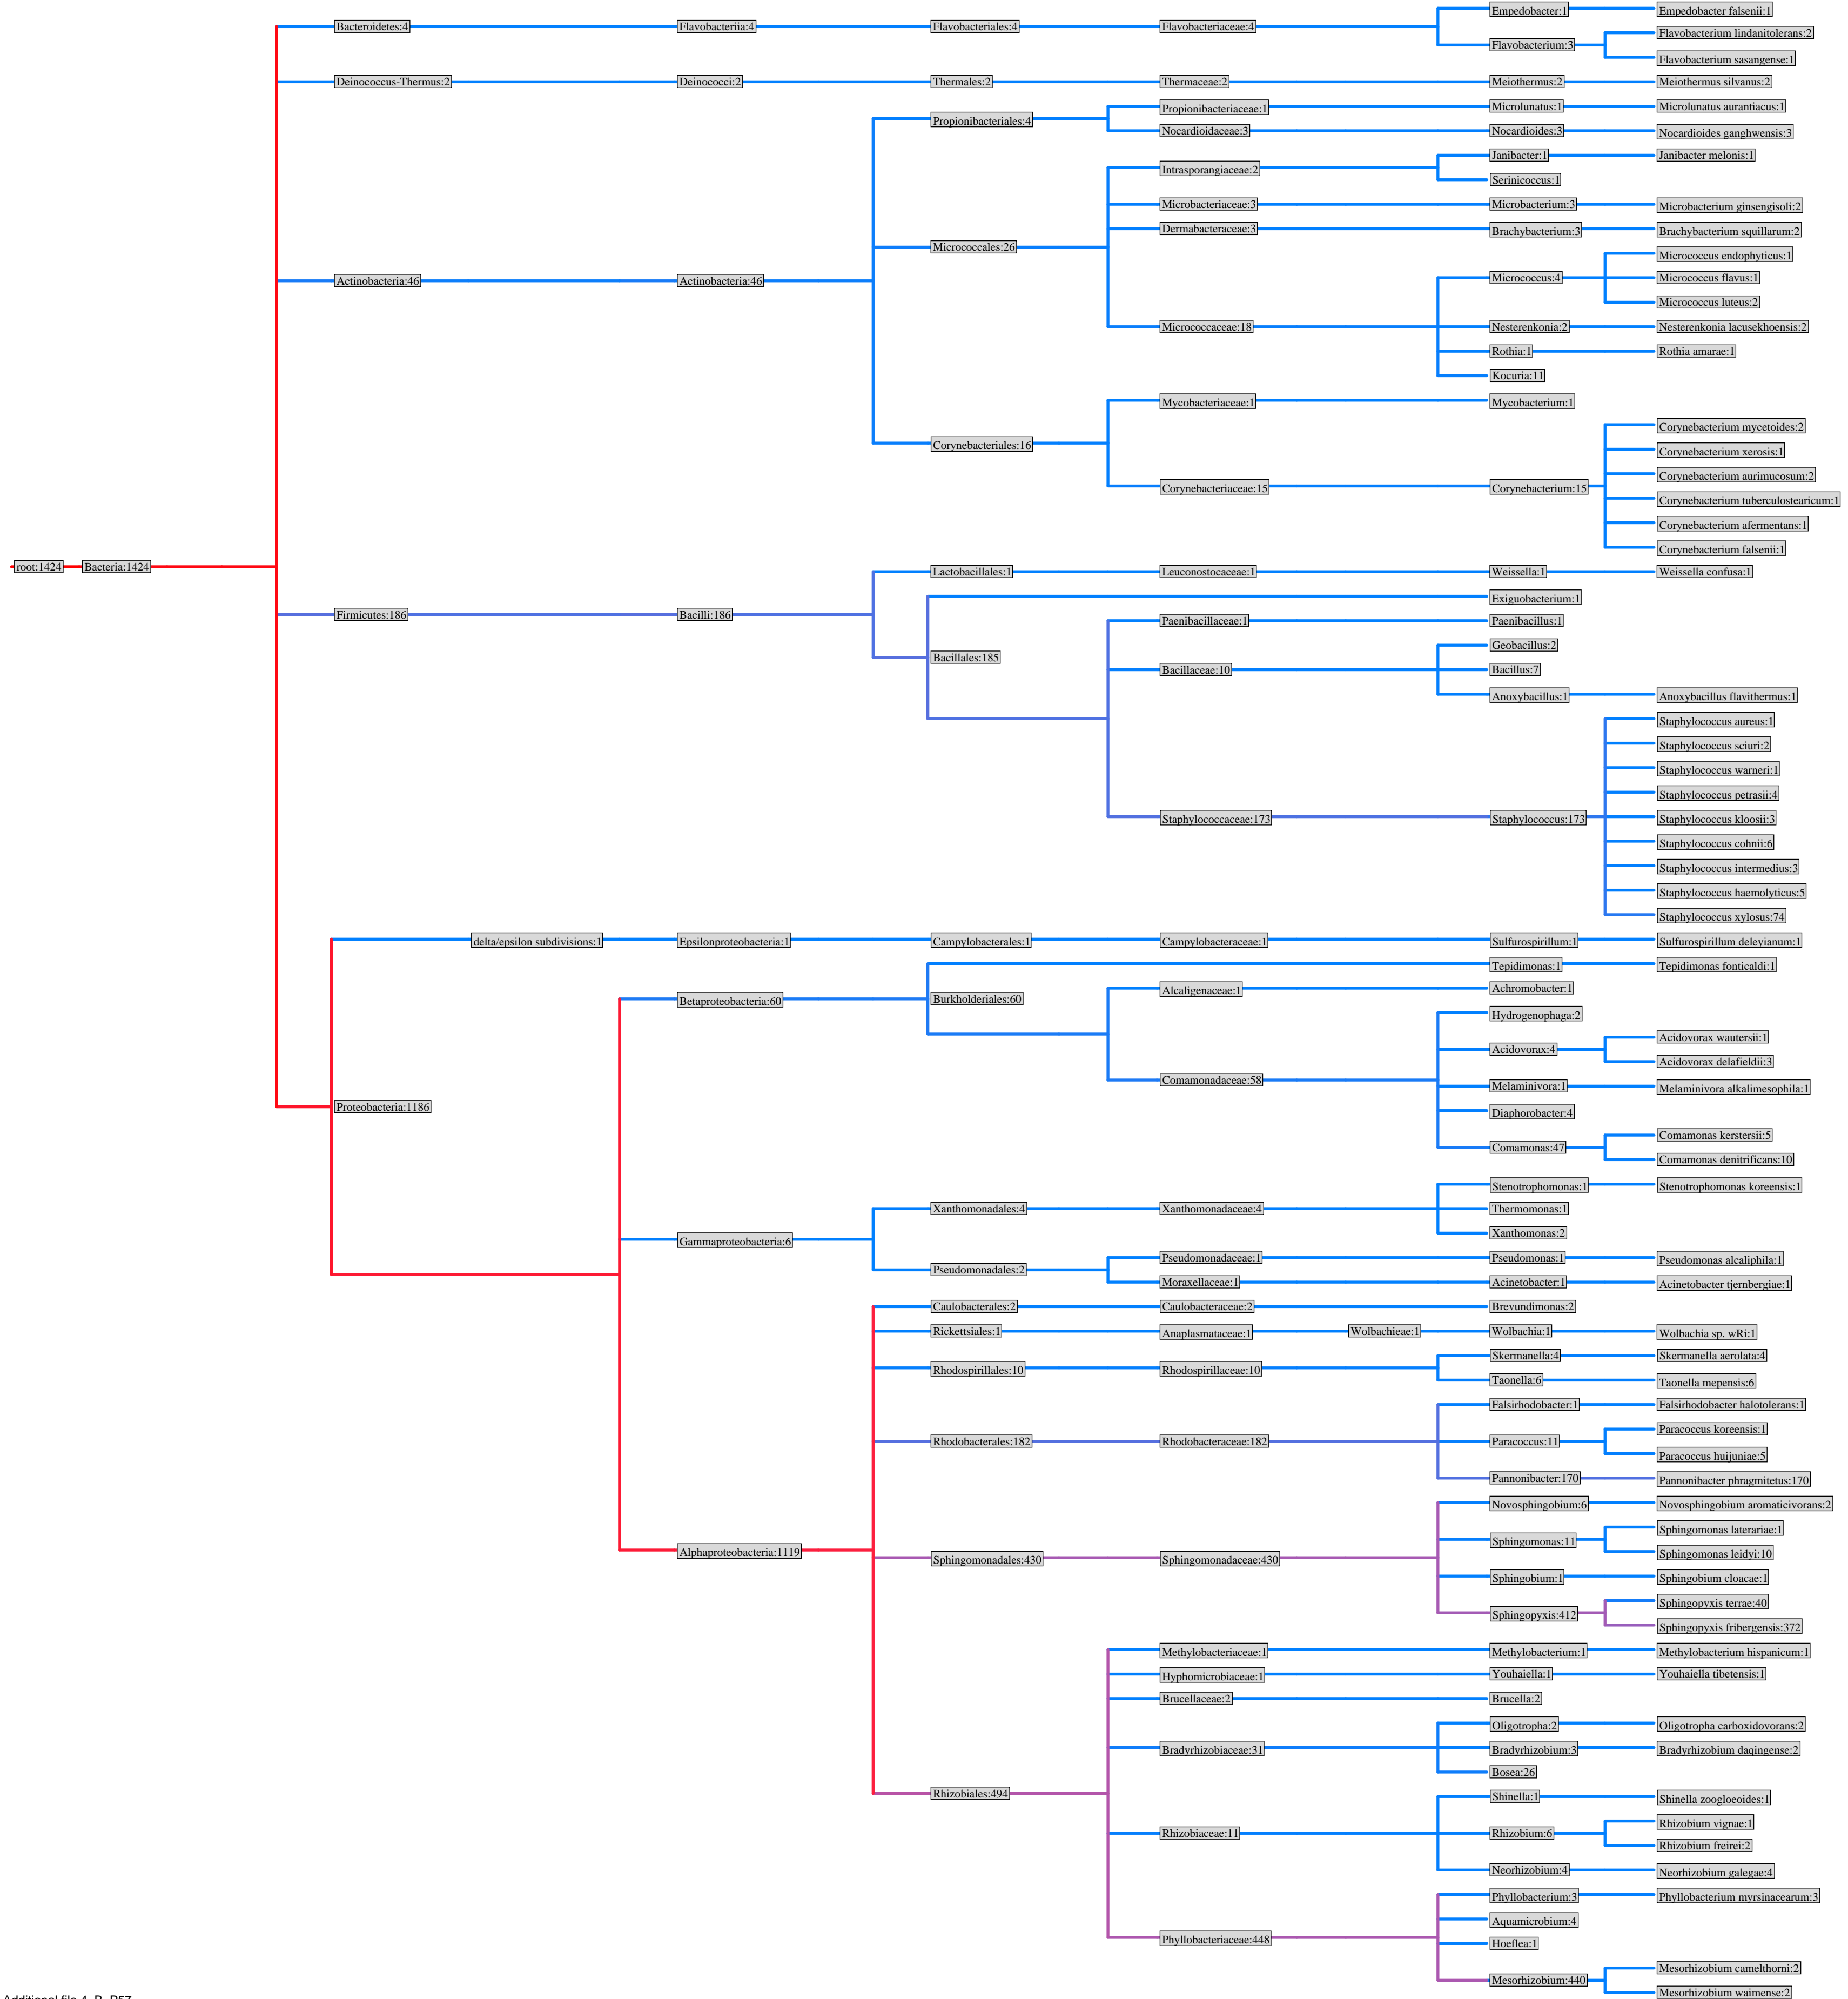 Empedobacter:1 Empedobacter falsenii:1
Bacteroidetes:4 Flavobacteriia:4 Flavobacteriales:4 Flavobacteriaceae:4
Flavobacterium lindanitolerans:2
Flavobacterium:3
Flavobacterium sasangense:1
Deinococcus-Thermus:2 Deinococci:2 Thermales:2 Thermaceae:2 Meiothermus:2 Meiothermus silvanus:2
Propionibacteriaceae:1 Microlunatus:1 Microlunatus aurantiacus:1
Propionibacteriales:4
Nocardioidaceae:3 Nocardioides:3 Nocardioides ganghwensis:3
Janibacter:1 Janibacter melonis:1
Intrasporangiaceae:2
Serinicoccus:1
Microbacteriaceae:3 Microbacterium:3 Microbacterium ginsengisoli:2
Dermabacteraceae:3 Brachybacterium:3 Brachybacterium squillarum:2
Micrococcales:26
Micrococcus endophyticus:1
Actinobacteria:46 Actinobacteria:46 Micrococcus:4 Micrococcus flavus:1
Micrococcus luteus:2
Micrococcaceae:18 Nesterenkonia:2 Nesterenkonia lacusekhoensis:2
Rothia:1 Rothia amarae:1
Kocuria:11
Mycobacteriaceae:1 Mycobacterium:1
Corynebacterium mycetoides:2
Corynebacteriales:16
Corynebacterium xerosis:1
Corynebacterium aurimucosum:2
Corynebacteriaceae:15 Corynebacterium:15
Corynebacterium tuberculostearicum:1
Corynebacterium afermentans:1
Corynebacterium falsenii:1
root:1424 Bacteria:1424
Lactobacillales:1 Leuconostocaceae:1 Weissella:1 Weissella confusa:1
Exiguobacterium:1
Firmicutes:186 Bacilli:186
Paenibacillaceae:1 Paenibacillus:1
Geobacillus:2
Bacillales:185
Bacillaceae:10 Bacillus:7
Anoxybacillus:1 Anoxybacillus flavithermus:1
Staphylococcus aureus:1
Staphylococcus sciuri:2
Staphylococcus warneri:1
Staphylococcus petrasii:4
Staphylococcaceae:173 Staphylococcus:173 Staphylococcus kloosii:3
Staphylococcus cohnii:6
Staphylococcus intermedius:3
Staphylococcus haemolyticus:5
Staphylococcus xylosus:74
delta/epsilon subdivisions:1 Epsilonproteobacteria:1 Campylobacterales:1 Campylobacteraceae:1 Sulfurospirillum:1 Sulfurospirillum deleyianum:1
Tepidimonas:1 Tepidimonas fonticaldi:1
Alcaligenaceae:1 Achromobacter:1
Betaproteobacteria:60 Burkholderiales:60
Hydrogenophaga:2
Acidovorax wautersii:1
Acidovorax:4
Acidovorax delafieldii:3
Comamonadaceae:58
Melaminivora:1 Melaminivora alkalimesophila:1
Proteobacteria:1186
Diaphorobacter:4
Comamonas kerstersii:5
Comamonas:47
Comamonas denitrificans:10
Stenotrophomonas:1 Stenotrophomonas koreensis:1
Xanthomonadales:4 Xanthomonadaceae:4 Thermomonas:1
Xanthomonas:2
Gammaproteobacteria:6
Pseudomonadaceae:1 Pseudomonas:1 Pseudomonas alcaliphila:1
Pseudomonadales:2
Moraxellaceae:1 Acinetobacter:1 Acinetobacter tjernbergiae:1
Caulobacterales:2 Caulobacteraceae:2 Brevundimonas:2
Rickettsiales:1 Anaplasmataceae:1 Wolbachieae:1 Wolbachia:1 Wolbachia sp. wRi:1
Skermanella:4 Skermanella aerolata:4
Rhodospirillales:10 Rhodospirillaceae:10
Taonella:6 Taonella mepensis:6
Falsirhodobacter:1 Falsirhodobacter halotolerans:1
Paracoccus koreensis:1
Rhodobacterales:182 Rhodobacteraceae:182 Paracoccus:11
Paracoccus huijuniae:5
Pannonibacter:170 Pannonibacter phragmitetus:170
Novosphingobium:6 Novosphingobium aromaticivorans:2
Sphingomonas laterariae:1
Sphingomonas:11
Alphaproteobacteria:1119 Sphingomonadales:430 Sphingomonadaceae:430 Sphingomonas leidyi:10
Sphingobium:1 Sphingobium cloacae:1
Sphingopyxis terrae:40
Sphingopyxis:412
Sphingopyxis fribergensis:372
Methylobacteriaceae:1 Methylobacterium:1 Methylobacterium hispanicum:1
Hyphomicrobiaceae:1 Youhaiella:1 Youhaiella tibetensis:1
Brucellaceae:2 Brucella:2
Oligotropha:2 Oligotropha carboxidovorans:2
Bradyrhizobiaceae:31 Bradyrhizobium:3 Bradyrhizobium daqingense:2
Bosea:26
Rhizobiales:494
Shinella:1 Shinella zoogloeoides:1
Rhizobium vignae:1
Rhizobiaceae:11 Rhizobium:6
Rhizobium freirei:2
Neorhizobium:4 Neorhizobium galegae:4
Phyllobacterium:3 Phyllobacterium myrsinacearum:3
Aquamicrobium:4
Phyllobacteriaceae:448
Hoeflea:1
Mesorhizobium camelthorni:2
Mesorhizobium:440
Mesorhizobium waimense:2